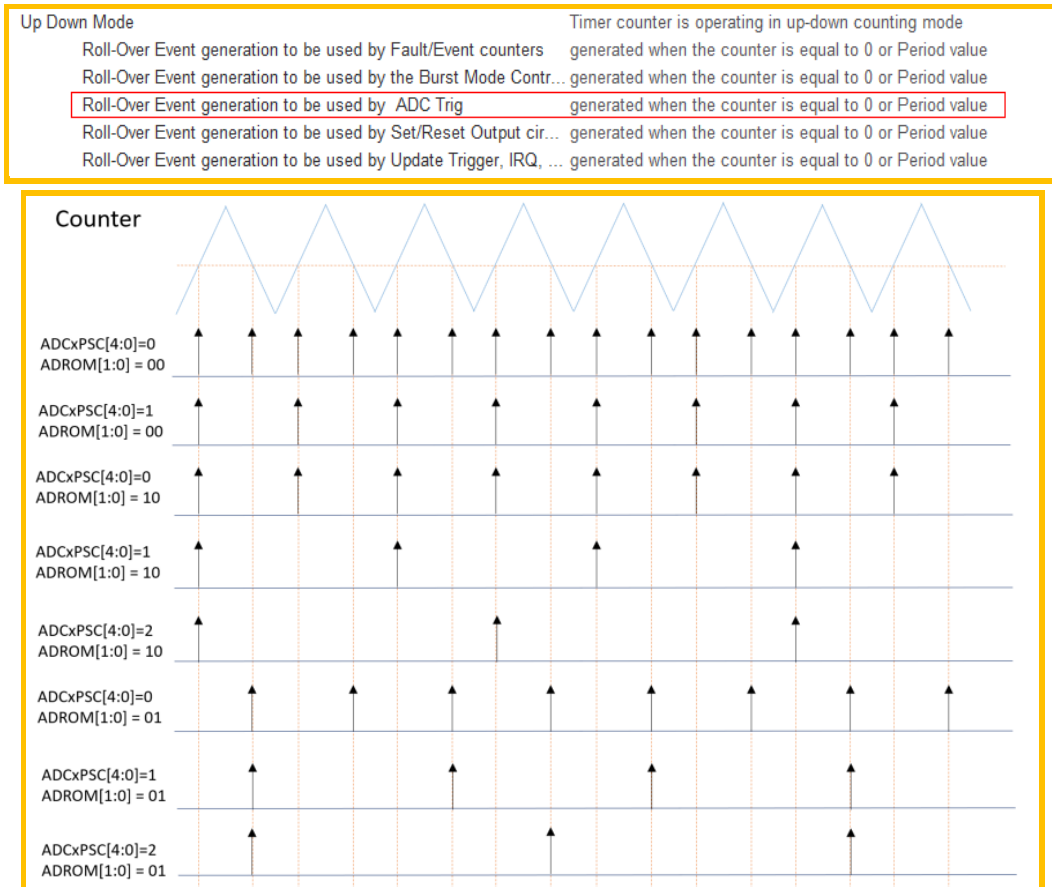 Up Down Mode Timer counter is operating in up-down counting mode
Roll-Over Event generation to be used by Fault/Event counters generated when the counter is equal to 0 or Period value
Roll-Over Event generation to be used by the Burst Mode Contr... generated when the counter is equal to 0 or Period value
Roll-Over Event generation to be used by ADC Trig generated when the counter is equal to 0 or Period value
Roll-Over Event generation to be used by Set/Reset Output cir... generated when the counter is equal to 0 or Period value
Roll-Over Event generation to be used by Update Trigger, IRQ, ... generated when the counter is equal to 0 or Period value
Counter
ADCxPSC[4:0]=0
ADROM[1:0] = 00
ADCxPSC[4:0]=1
ADROM[1:0] = 00
ADCxPSC[4:0]=0
ADROM[1:0] = 10
ADCxPSC[4:0]=1
ADROM[1:0] = 10
ADCxPSC[4:0]=2
ADROM[1:0] = 10
ADCxPSC[4:0]=0
ADROM[1:0] = 01
ADCxPSC[4:0]=1
ADROM[1:0] = 01
ADCxPSC[4:0]=2
ADROM[1:0] = 01